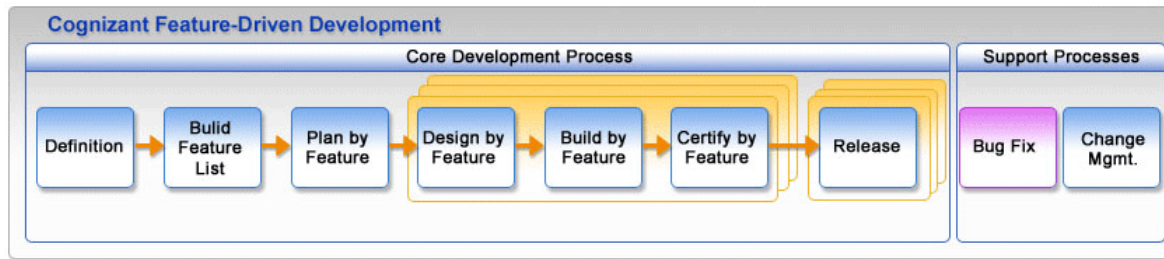 Cognizant Feature-Driven Development
Core Development Process
Support Processes
Definition
Bulid
Feature
List
Plan by
Feature
Design by
Feature
Build by
Feature
Certify by
Feature
Release
Bug Fix
Change
Mgmt.